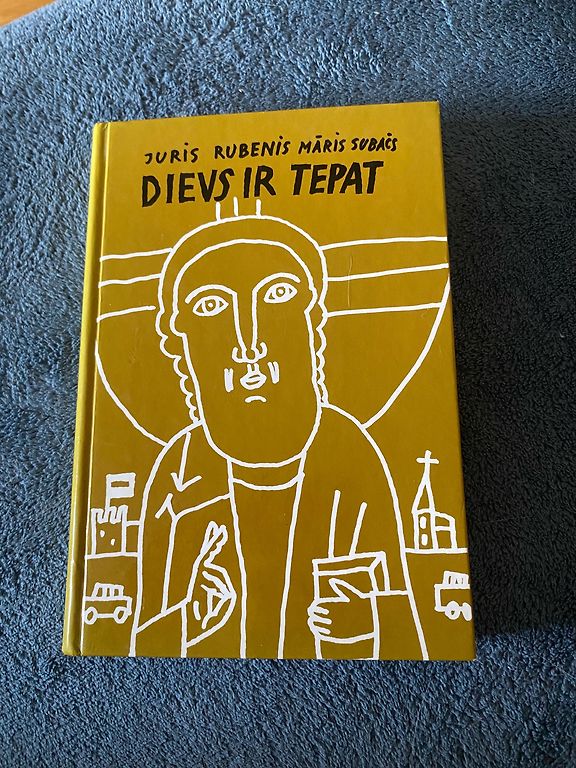 JURIS RUBENIS MĀRIS SUBAČS
DIEVS IR TEPAT